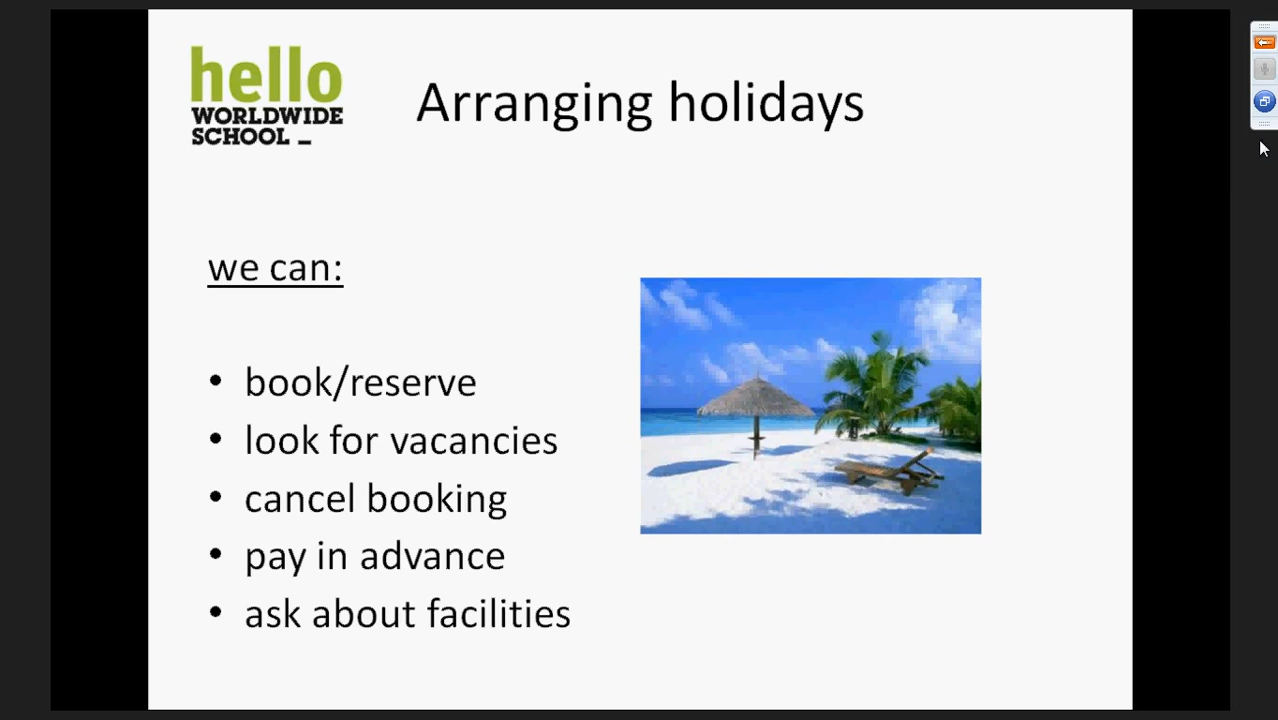 hello
WORLDWIDE
SCHOOL _
Arranging holidays
we can:
• book/reserve
• look for vacancies
• cancel booking
• pay in advance
• ask about facilities